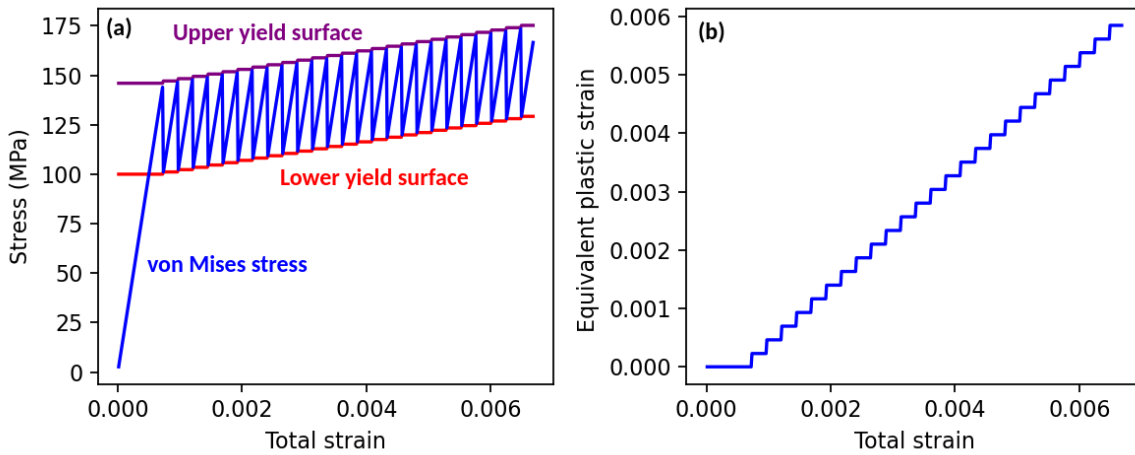 (a)
Upper yield surface
Lower yield surface
von Mises stress
Stress (MPa)
175
150
125
100
75
50
25
0
0.000
0.002
0.004
0.006
Total strain
(b)
Equivalent plastic strain
0.006
0.005
0.004
0.003
0.002
0.001
0.000
0.000
0.002
0.004
0.006
Total strain